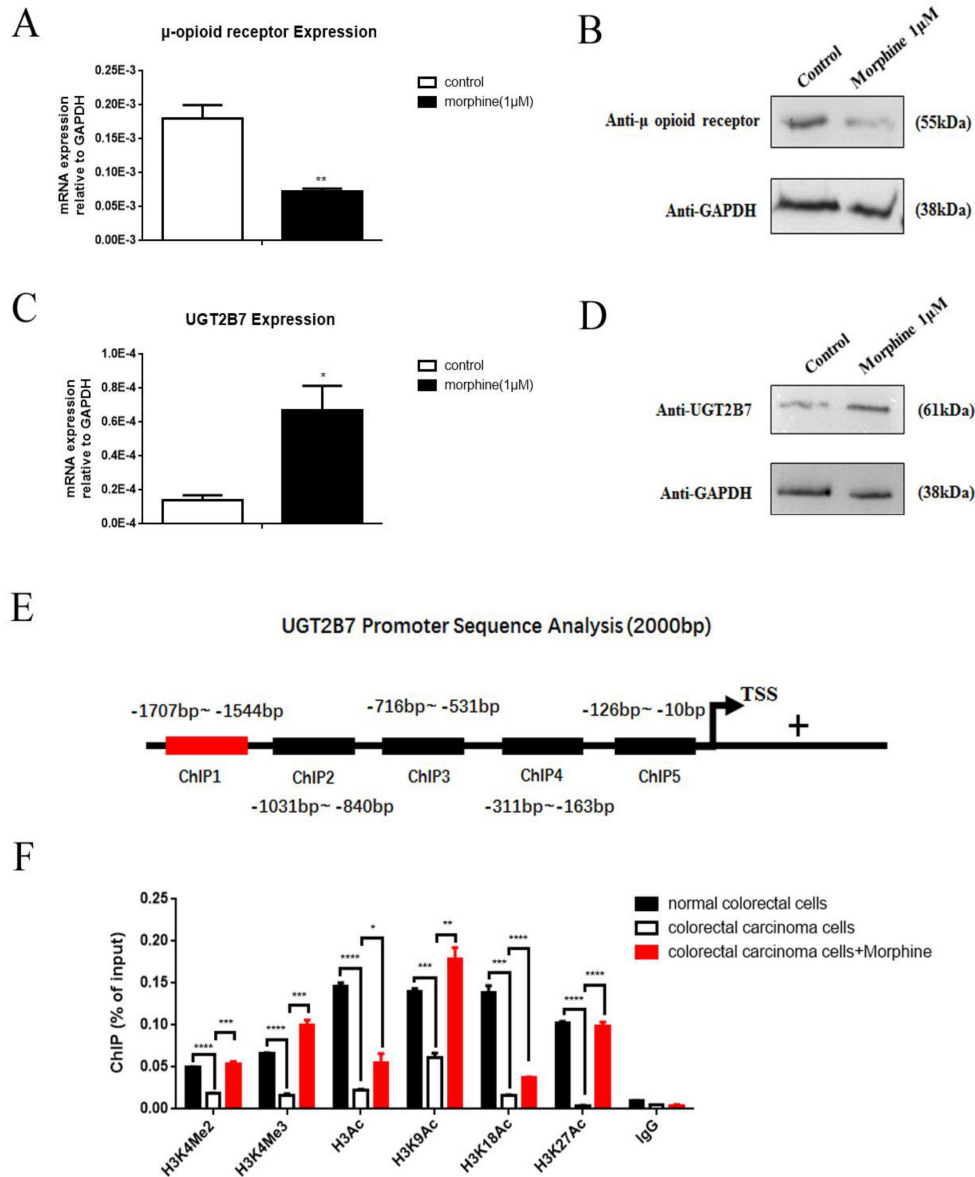 A
μ-opioid receptor Expression
mRNA expression
relative to GAPDH
0.25E-3
0.20E-3
0.15E-3
0.10E-3
0.05E-3
0.00E-3
**
control
morphine(1μM)
B
Control
Morphine 1μM
Anti-μ opioid receptor
(55kDa)
Anti-GAPDH
(38kDa)
C
UGT2B7 Expression
mRNA expression
relative to GAPDH
1.0E-4
0.8E-4
0.6E-4
0.4E-4
0.2E-4
0.0E-4
*
control
morphine(1μM)
D
Control
Morphine 1μM
Anti-UGT2B7
(61kDa)
Anti-GAPDH
(38kDa)
E
UGT2B7 Promoter Sequence Analysis (2000bp)
-1707bp~ -1544bp
-716bp~ -531bp
-126bp~ -10bp
TSS
+
ChIP1
ChIP2
ChIP3
ChIP4
ChIP5
-1031bp~ -840bp
-311bp~ -163bp
F
ChIP (% of input)
0.25
0.20
0.15
0.10
0.05
0.00
**** ***
**** ***
**** *
*** **
*** ****
**** ****
H3K4Me2
H3K4Me3
H3Ac
H3K9Ac
H3K18Ac
H3K27Ac
IgG
normal colorectal cells
colorectal carcinoma cells
colorectal carcinoma cells+Morphine